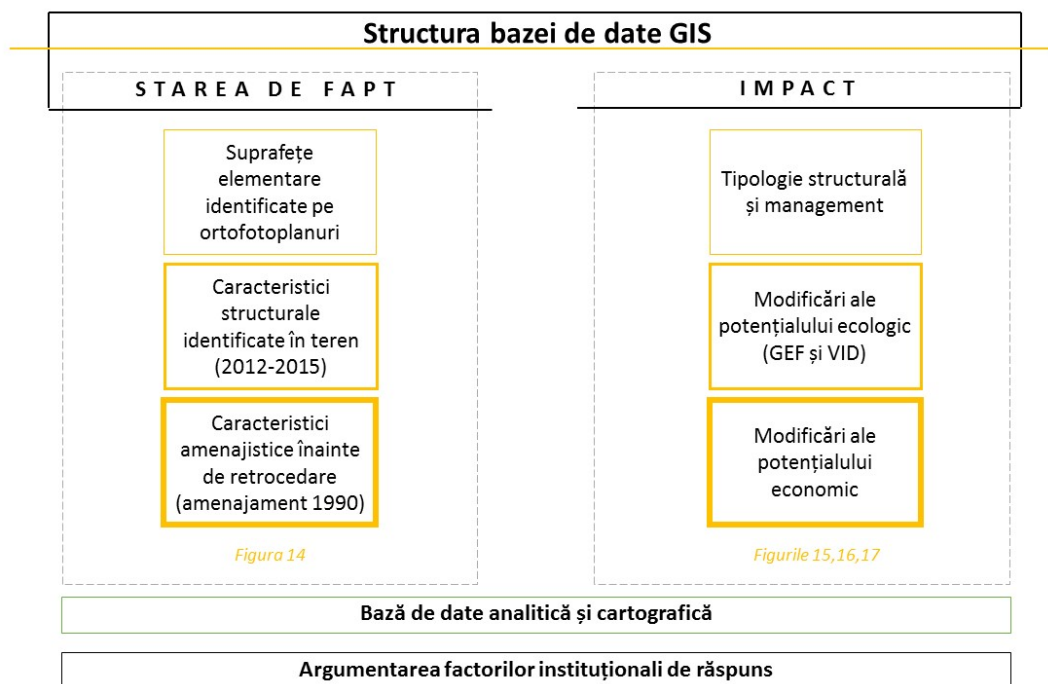 Structura bazei de date GIS
STAREA DE FAPT
Suprafețe
elementare
identificate pe
ortofotoplanuri
Caracteristici
structurale
identificate în teren
(2012-2015)
Caracteristici
amenajistice înainte
de retrocedare
(amenajament 1990)
Figura 14
IMPACT
Tipologie structurală
și management
Modificări ale
potențialului ecologic
(GEF și VID)
Modificări ale
potențialului
economic
Figurile 15,16,17
Bază de date analitică și cartografică
Argumentarea factorilor instituționali de răspuns